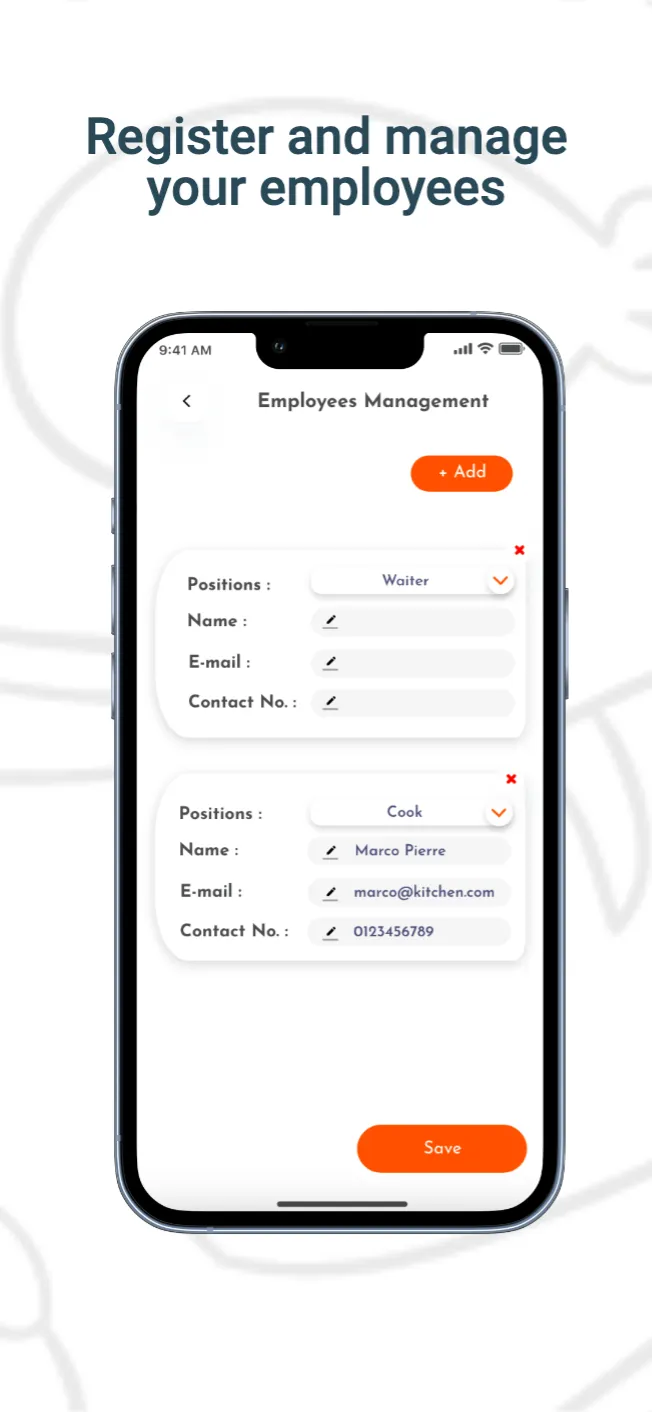 Register and manage
your employees
9:41 AM
Employees Management
+ Add
Positions : Waiter
Name :
E-mail :
Contact No. :
Positions : Cook
Name : Marco Pierre
E-mail : marco@kitchen.com
Contact No. : 0123456789
Save